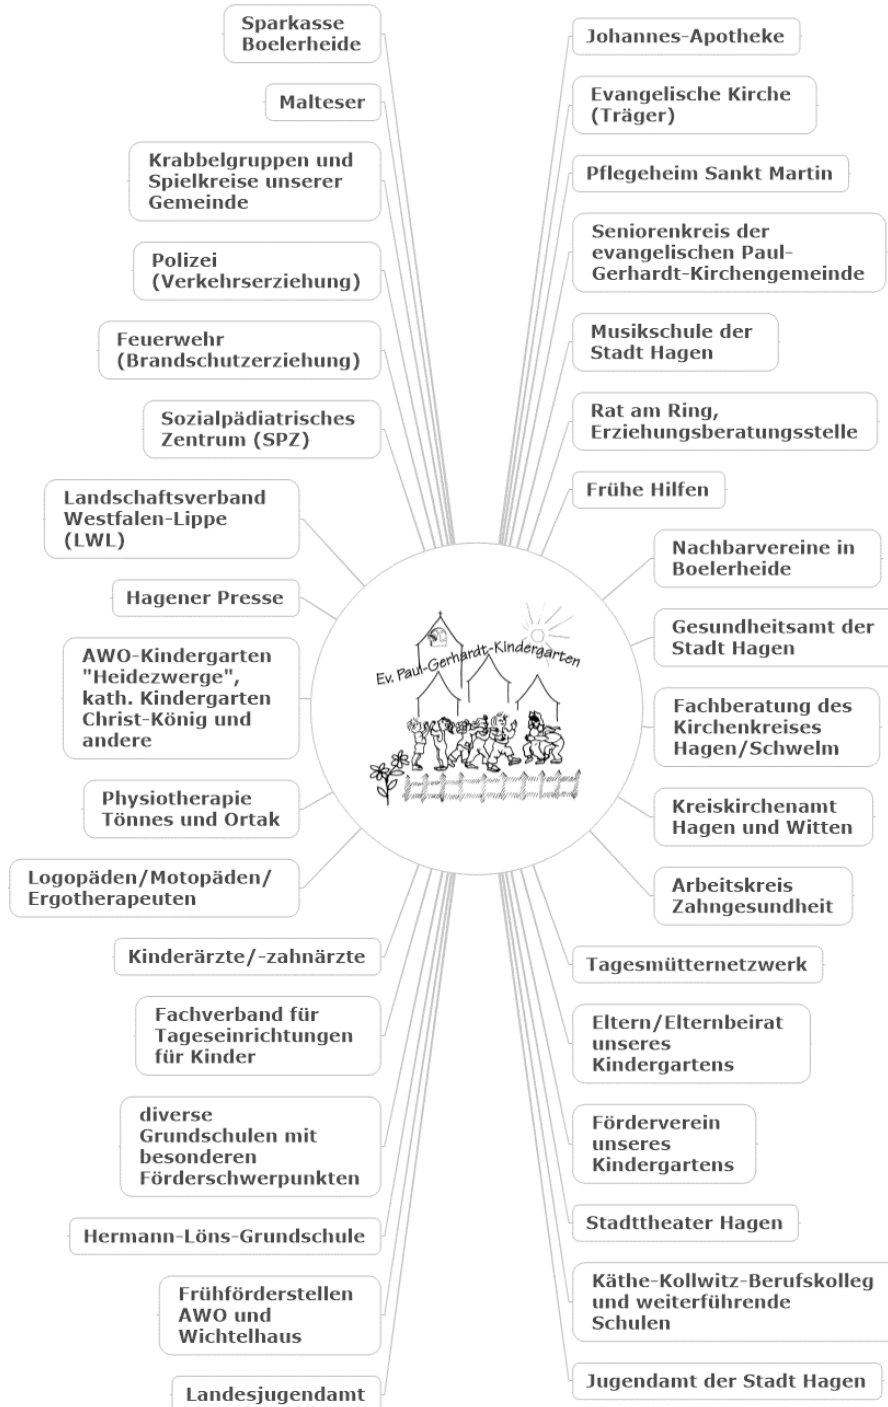 Sparkasse
Boelerheide
Malteser
Krabbelgruppen und
Spielkreise unserer
Gemeinde
Polizei
(Verkehrserziehung)
Feuerwehr
(Brandschutzerziehung)
Sozialpädiatrisches
Zentrum (SPZ)
Landschaftsverband
Westfalen-Lippe
(LWL)
Hagener Presse
AWO-Kindergarten
"Heidezwerge",
kath. Kindergarten
Christ-König und
andere
Physiotherapie
Tönnes und Ortak
Logopäden/Motopäden/
Ergotherapeuten
Kinderärzte/-zahnärzte
Fachverband für
Tageseinrichtungen
für Kinder
diverse
Grundschulen mit
besonderen
Förderschwerpunkten
Hermann-Löns-Grundschule
Frühförderstellen
AWO und
Wichtelhaus
Landesjugendamt
Ev. Paul-Gerhardt-Kindergarten
Johannes-Apotheke
Evangelische Kirche
(Träger)
Pflegeheim Sankt Martin
Seniorenkreis der
evangelischen Paul-
Gerhardt-Kirchengemeinde
Musikschule der
Stadt Hagen
Rat am Ring,
Erziehungsberatungsstelle
Frühe Hilfen
Nachbarvereine in
Boelerheide
Gesundheitsamt der
Stadt Hagen
Fachberatung des
Kirchenkreises
Hagen/Schwelm
Kreiskirchenamt
Hagen und Witten
Arbeitskreis
Zahngesundheit
Tagesmütternetzwerk
Eltern/Elternbeirat
unseres
Kindergartens
Förderverein
unseres
Kindergartens
Stadttheater Hagen
Käthe-Kollwitz-Berufskolleg
und weiterführende
Schulen
Jugendamt der Stadt Hagen